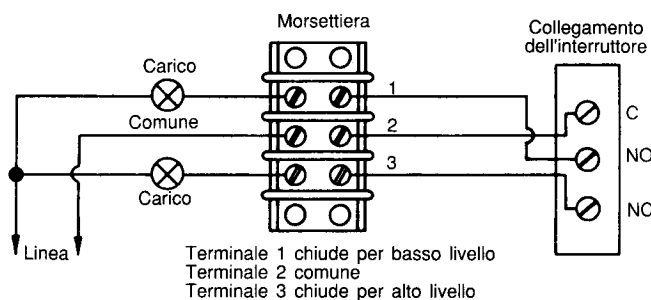 Morsettiera
Collegamento
dell'interruttore
Carico
1
C
Comune
2
NO
3
Carico
NC
Linea
Terminale 1 chiude per basso livello
Terminale 2 comune
Terminale 3 chiude per alto livello